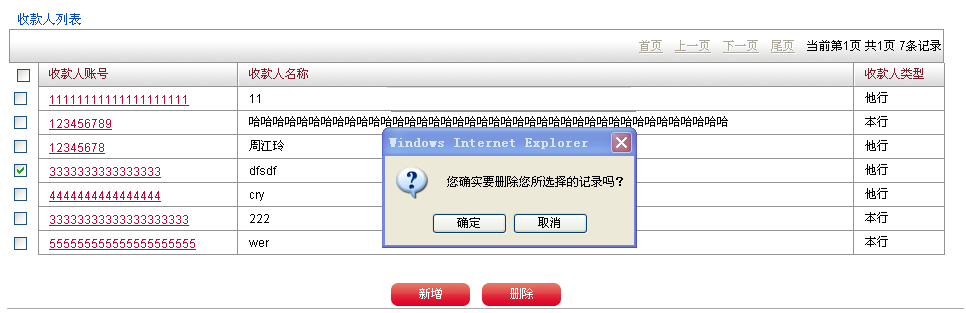 收款人列表
首页 上一页 下一页 尾页 当前第1页 共1页 7条记录
收款人账号 收款人名称 收款人类型
11111111111111111111 11 他行
123456789 哈哈哈哈哈哈哈哈哈哈哈哈哈哈哈哈哈哈哈哈哈哈哈哈哈哈哈哈哈哈哈哈哈哈哈哈哈哈哈哈 本行
12345678 周江玲 他行
3333333333333333 dfsdf 他行
4444444444444444 cry 他行
33333333333333333333 222 本行
555555555555555555555 wer 本行
Windows Internet Explorer
您确实要删除您所选择的记录吗?
确定 取消
新增 删除